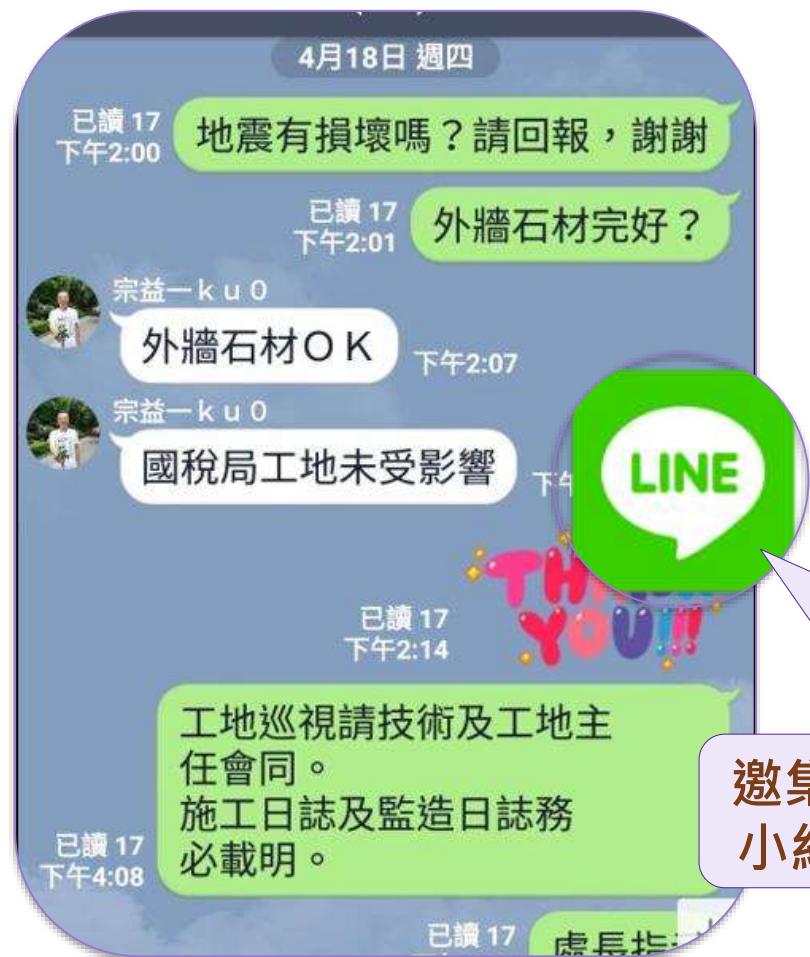 4月18日 週四
已讀 17
下午2:00
地震有損壞嗎？請回報，謝謝
已讀 17
下午2:01
外牆石材完好？
宗益一ｋｕ０
外牆石材ＯＫ
下午2:07
宗益一ｋｕ０
國稅局工地未受影響
下午
LINE
YOU!!!
已讀 17
下午2:14
工地巡視請技術及工地主
任會同。
施工日誌及監造日誌務
必載明。
已讀 17
下午4:08
邀集
小組
已讀 17
處長指